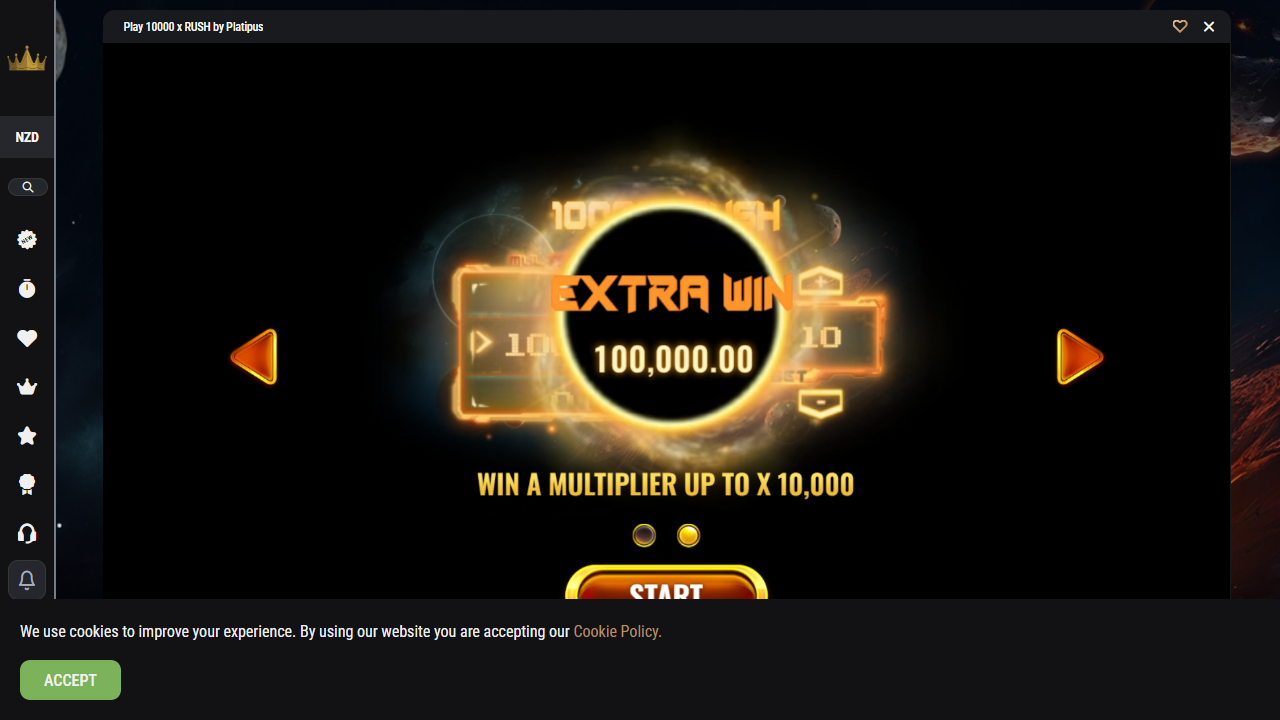 Play 10000 x RUSH by Platipus
NZD
NEW
EXTRA WIN
100,000.00
10
WIN A MULTIPLIER UP TO X 10,000
START
We use cookies to improve your experience. By using our website you are accepting our Cookie Policy.
ACCEPT